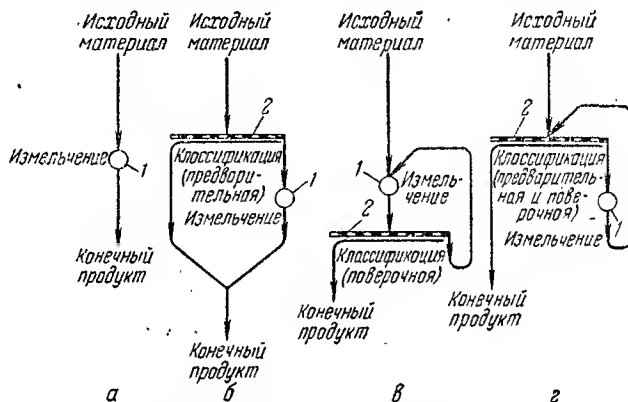 Исходный
материал
Измельчение
1
Конечный
продукт
а
Исходный
материал
2
Классификация
(предвори-
тельная)
1
Измельчение
Конечный
продукт
б
Исходный
материал
1
Измель-
чение
2
Классификация
(поверочная)
Конечный
продукт
в
Исходный
материал
2
Классификация
(предваритель-
ная и пове-
рочная)
1
Измельчение
Конечный
продукт
г